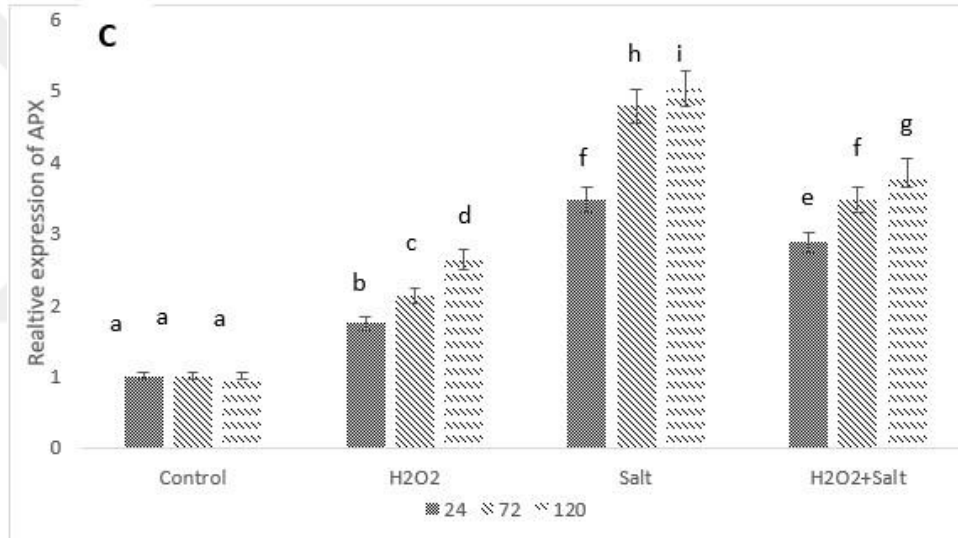 C
Realtive expression of APX
6
5
4
3
2
1
0
a a a
b c d
f h i
e f g
Control H2O2 Salt H2O2+Salt
24 72 120